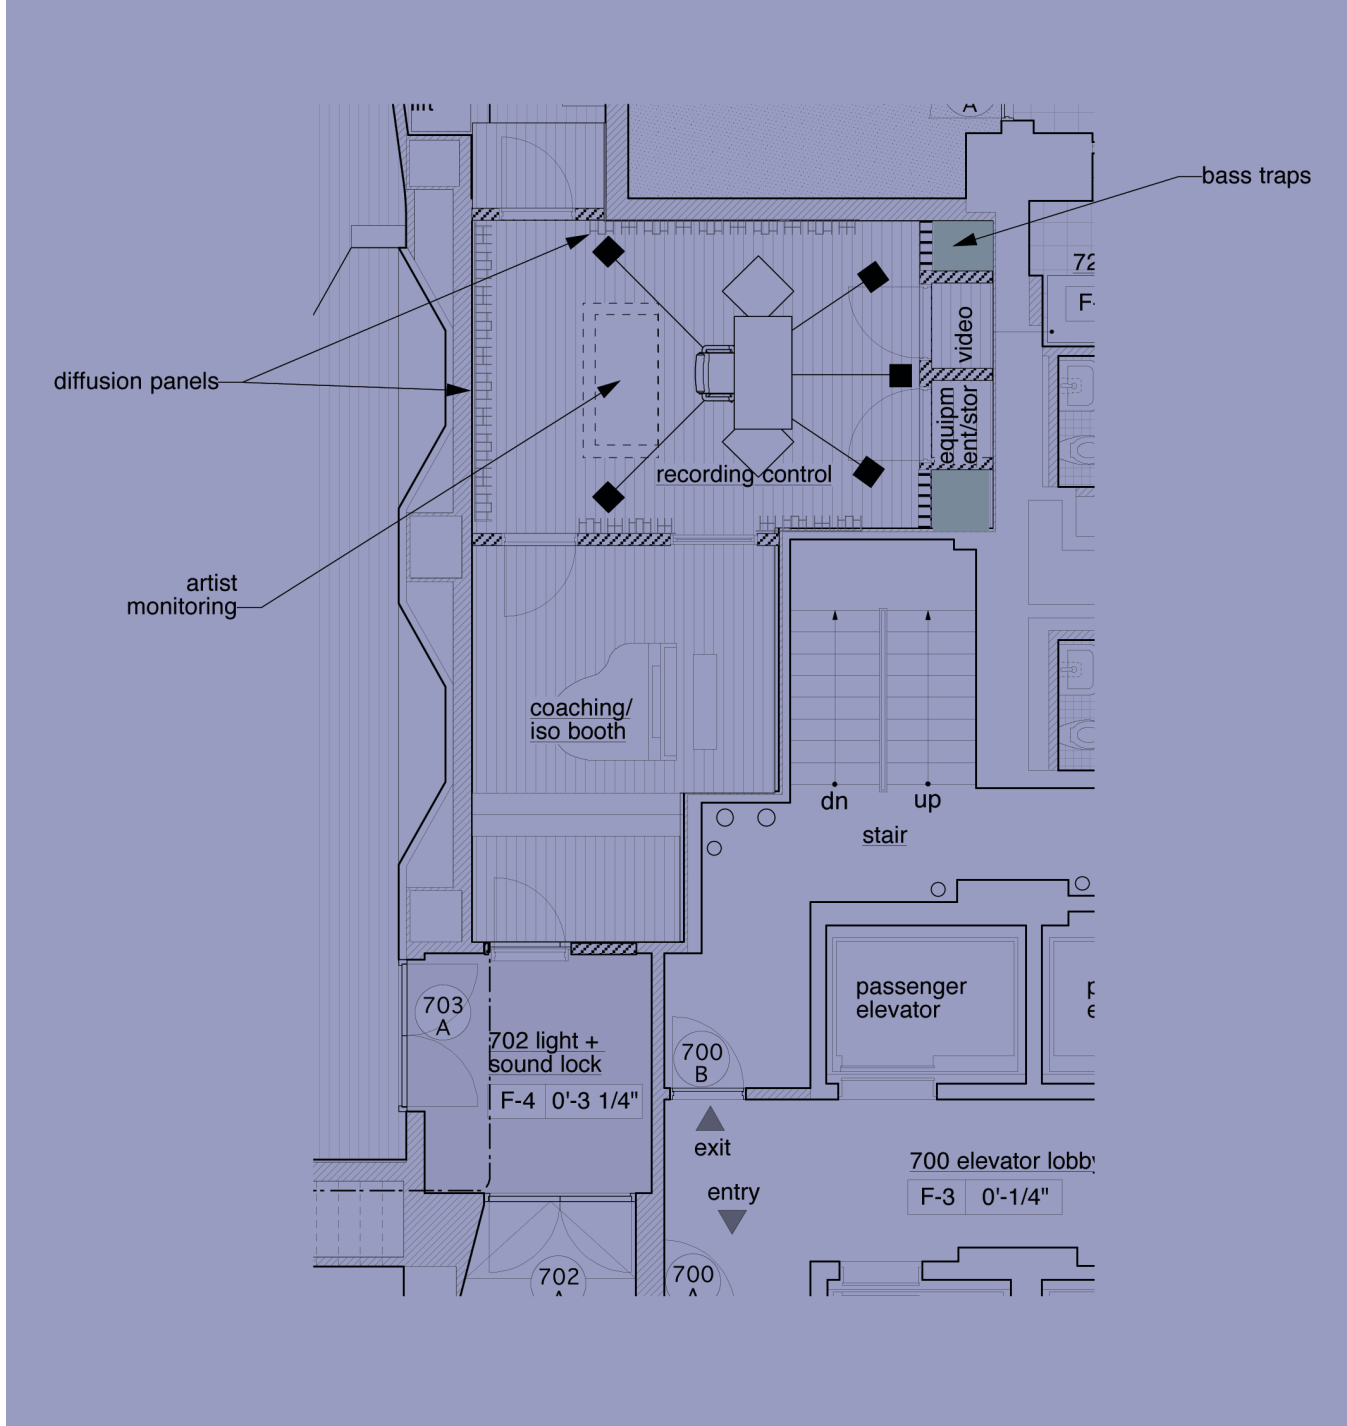 A
bass traps
72
F-
video
diffusion panels
equipm
ent/stor
recording control
artist
monitoring
coaching/
iso booth
dn
up
stair
passenger
elevator
703
A
702 light +
sound lock
700
B
F-4
0'-3 1/4"
exit
700 elevator lobby
entry
F-3
0'-1/4"
702
700